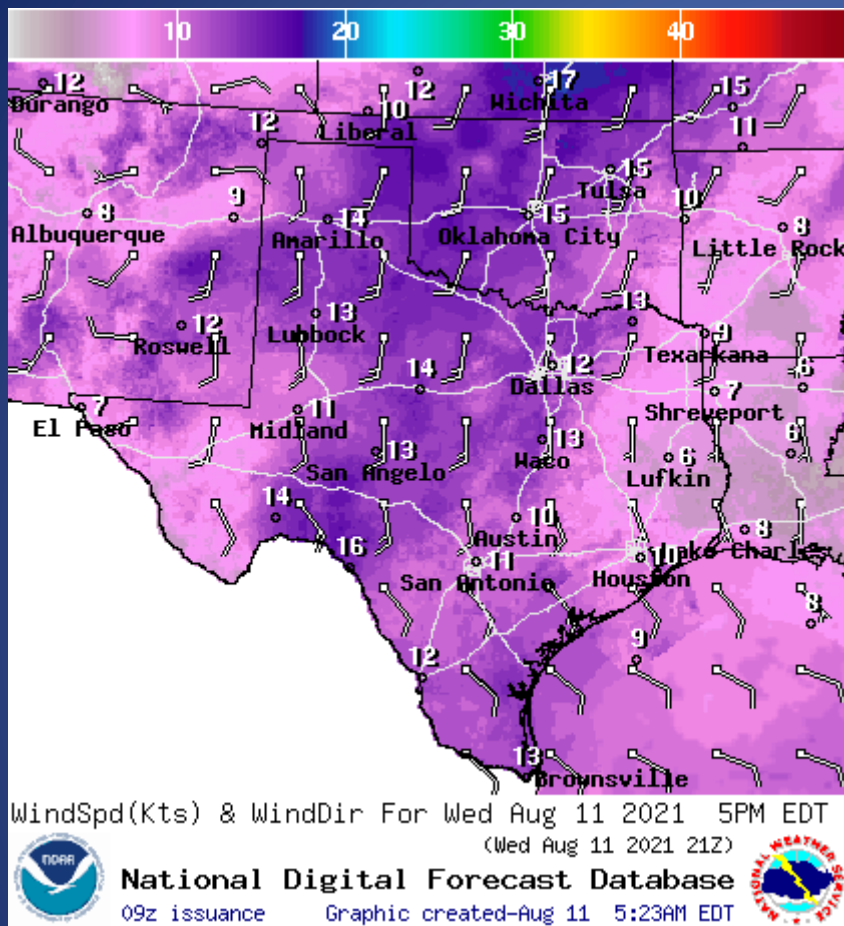 10 20 30 40
12 12 17 15
Durango Wichita
10
Liberal
12 11
15
Tulsa
8 9 14 15 10 8
Albuquerque Amarillo Oklahoma City Little Rock
12 13 13 9
Roswell Lubbock Texarkana
14 12 6
Dallas
7 11 7
El Paso Midland Shreveport
13 13 6 6
San Angelo Waco Lufkin
14 10 8
Austin Lake Charles
16 11 10
San Antonio Houston
8
9
12
13
Brownsville
WindSpd(Kts) & WindDir For Wed Aug 11 2021 5PM EDT
(Wed Aug 11 2021 21Z)
NOAA
National Digital Forecast Database
09z issuance Graphic created-Aug 11 5:23AM EDT
NATIONAL WEATHER SERVICE